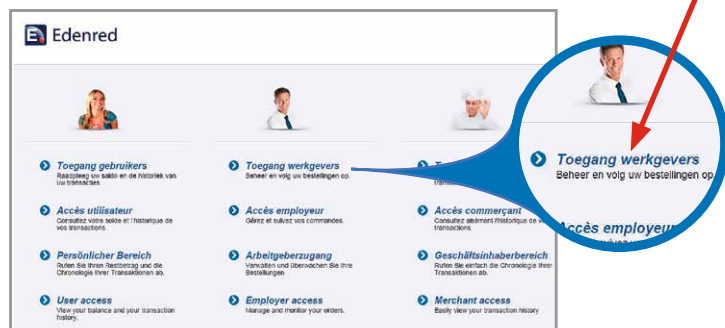 Edenred
Toegang gebruikers
Raadpleeg uw saldo en de historiek van
uw transacties
Accès utilisateur
Consultez votre solde et l'historique de
vos transactions.
Persönlicher Bereich
Rufen Sie Ihren Restbetrag und die
Chronologie Ihrer Transaktionen ab.
User access
View your balance and your transaction
history.
Toegang werkgevers
Beheer en volg uw bestellingen op.
Accès employeur
Gérez et suivez vos commandes.
Arbeitgeberzugang
Verwalten und überwachen Sie Ihre
Bestellungen
Employer access
Manage and monitor your orders.
Accès commerçant
Consultez aisément l'historique de
transactions
Geschäftsinhaberbereich
Rufen Sie einfach die Chronologie Ihrer
Transaktionen ab.
Merchant access
Easily view your transaction history
Toegang werkgevers
Beheer en volg uw bestellingen op
Accès employeur